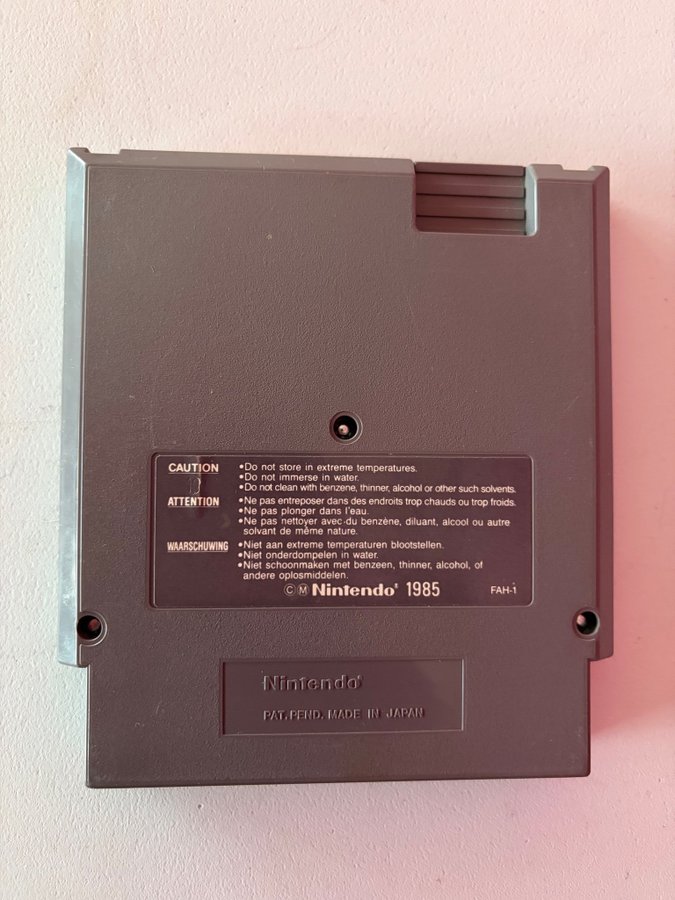 CAUTION •Do not store in extreme temperatures.
•Do not immerse in water.
•Do not clean with benzene, thinner, alcohol or other such solvents.
ATTENTION •Ne pas entreposer dans des endroits trop chauds ou trop froids.
•Ne pas plonger dans l'eau.
•Ne pas nettoyer avec du benzène, diluant, alcool ou autre
solvant de même nature.
WAARSCHUWING •Niet aan extreme temperaturen blootstellen.
•Niet onderdompelen in water.
•Niet schoonmaken met benzeen, thinner, alcohol, of
andere oplosmiddelen.
ⒸⓂ Nintendo® 1985 FAH-1
Nintendo®
PAT. PEND. MADE IN JAPAN